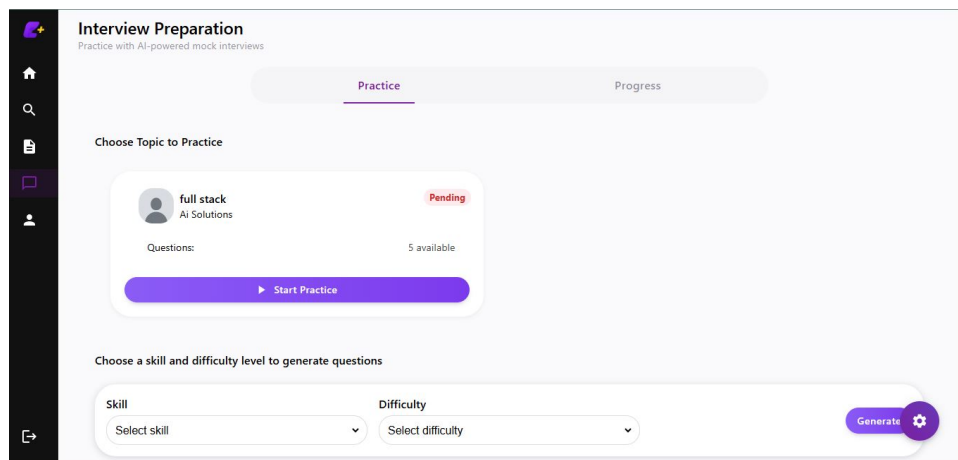 Interview Preparation
Practice with AI-powered mock interviews
Practice Progress
Choose Topic to Practice
full stack Pending
Ai Solutions
Questions: 5 available
Start Practice
Choose a skill and difficulty level to generate questions
Skill Difficulty
Select skill Select difficulty Generate